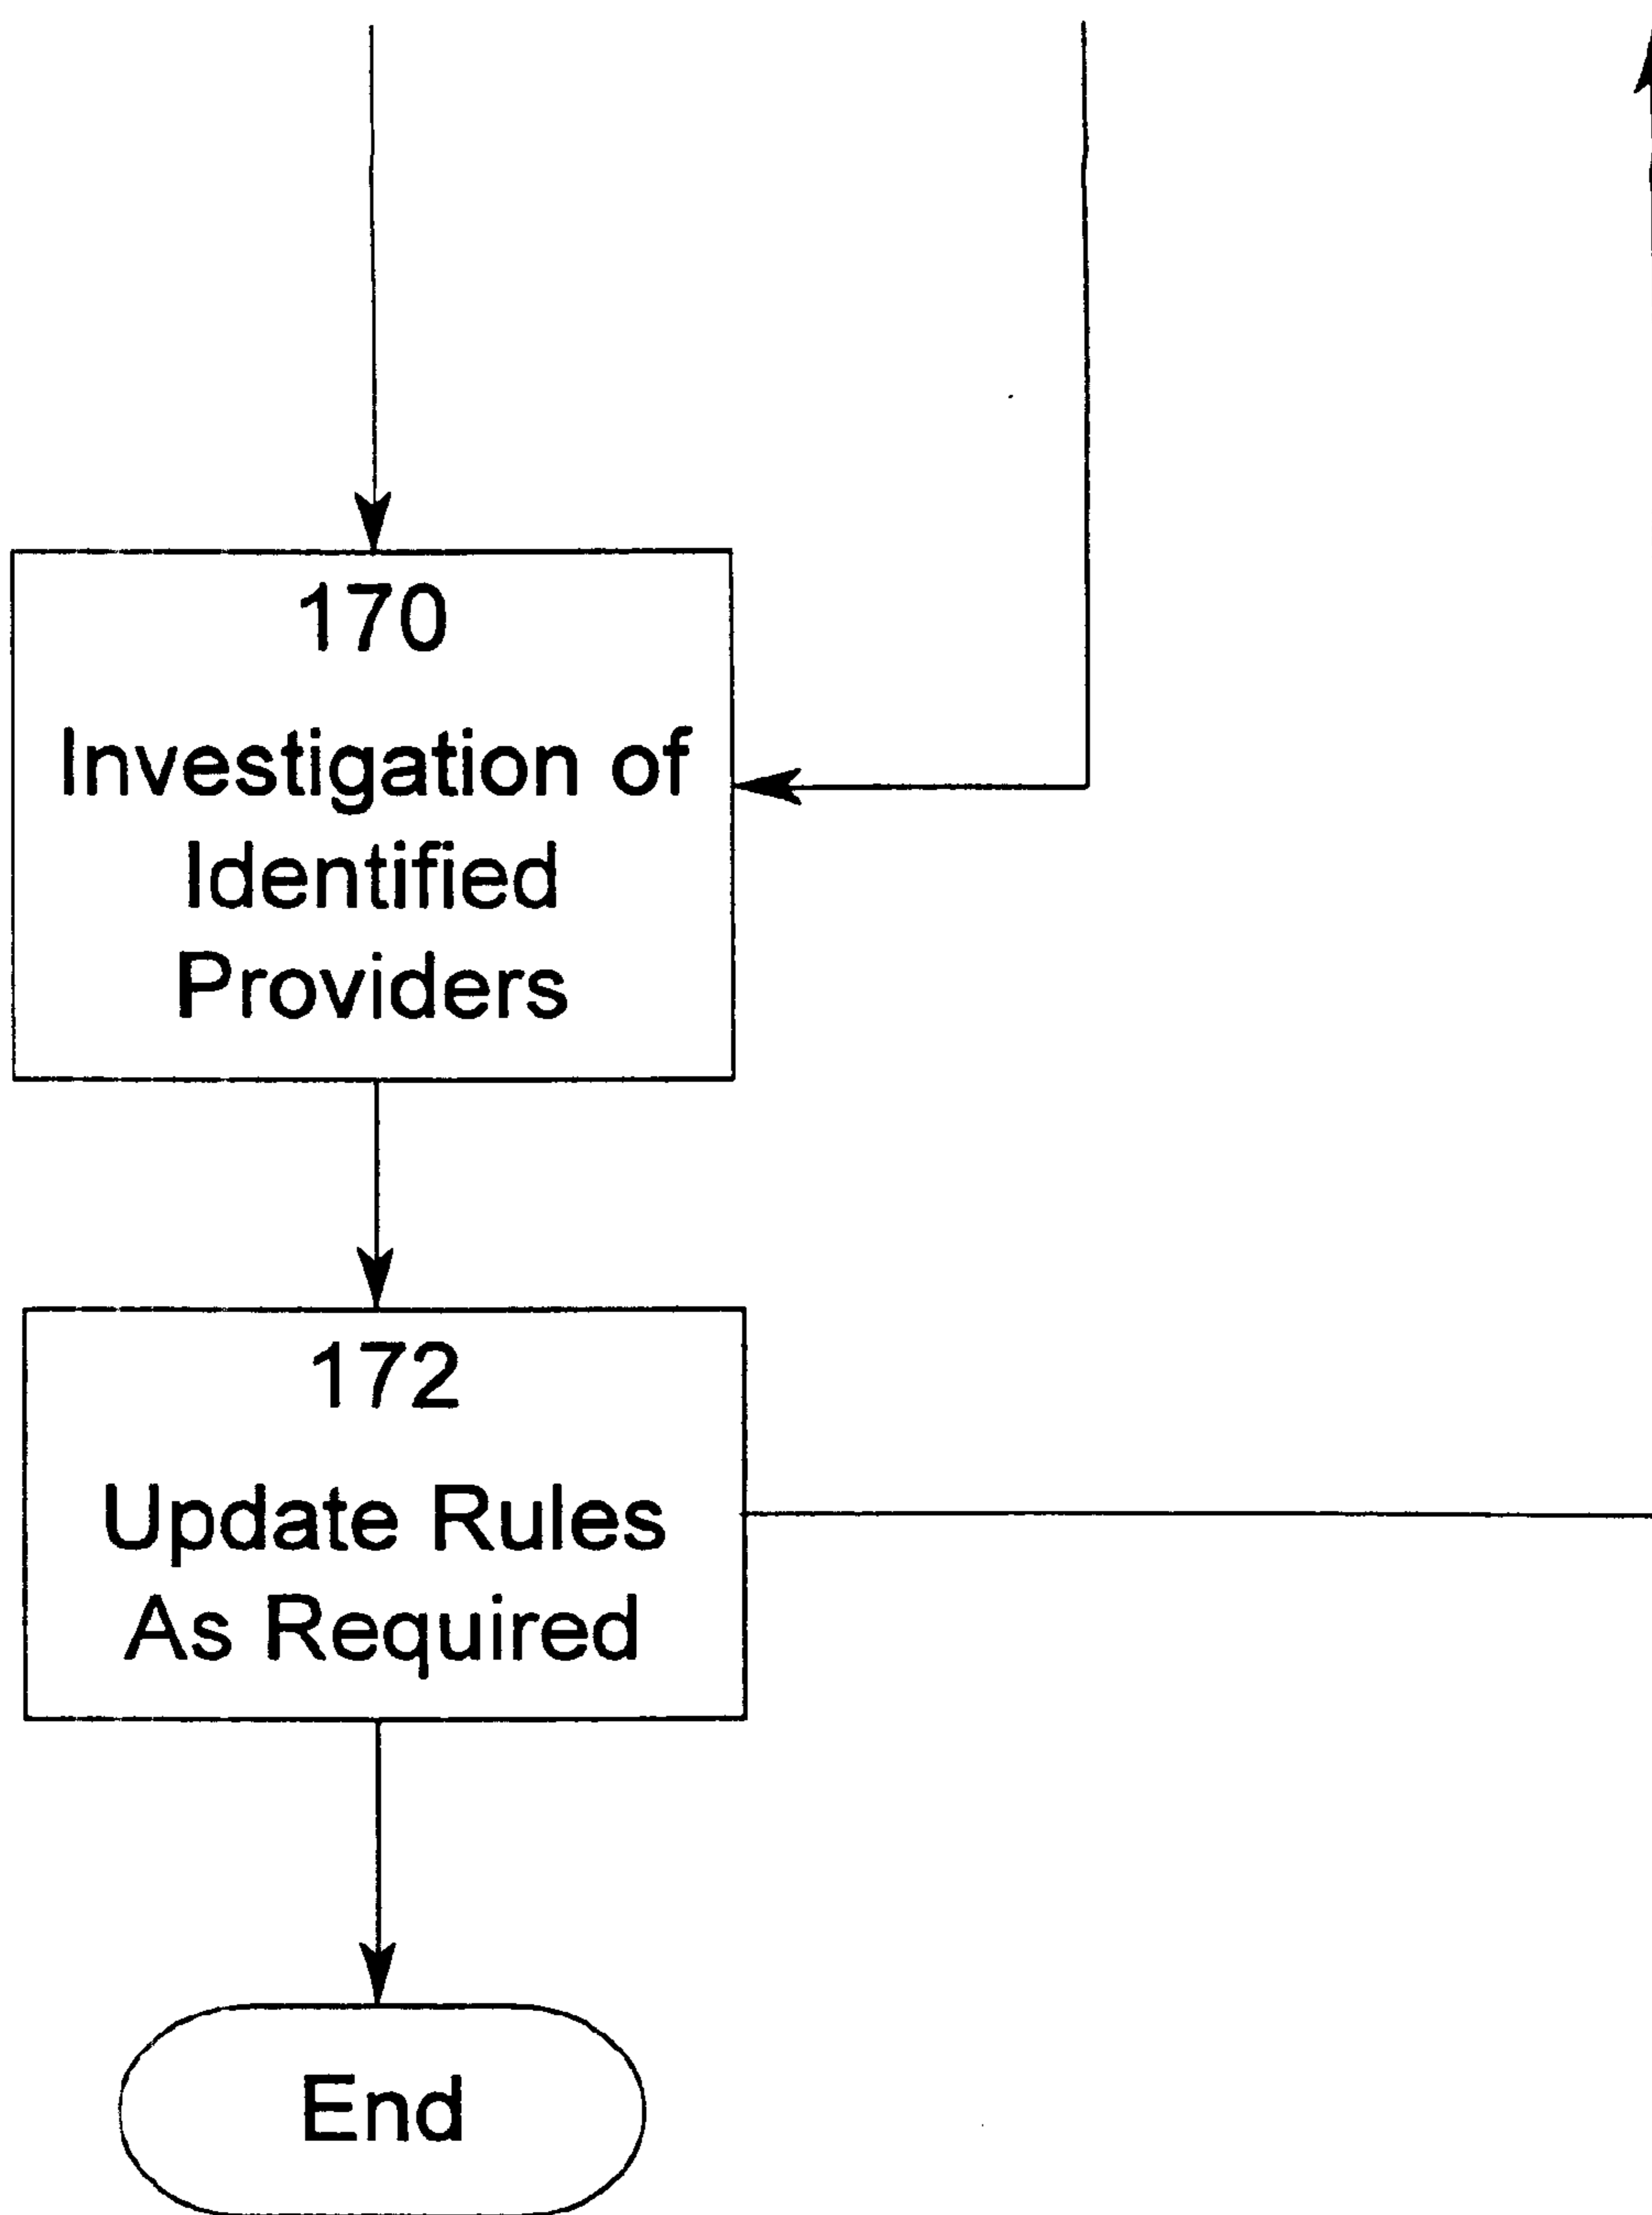 170
Investigation of
Identified
Providers
172
Update Rules
As Required
End